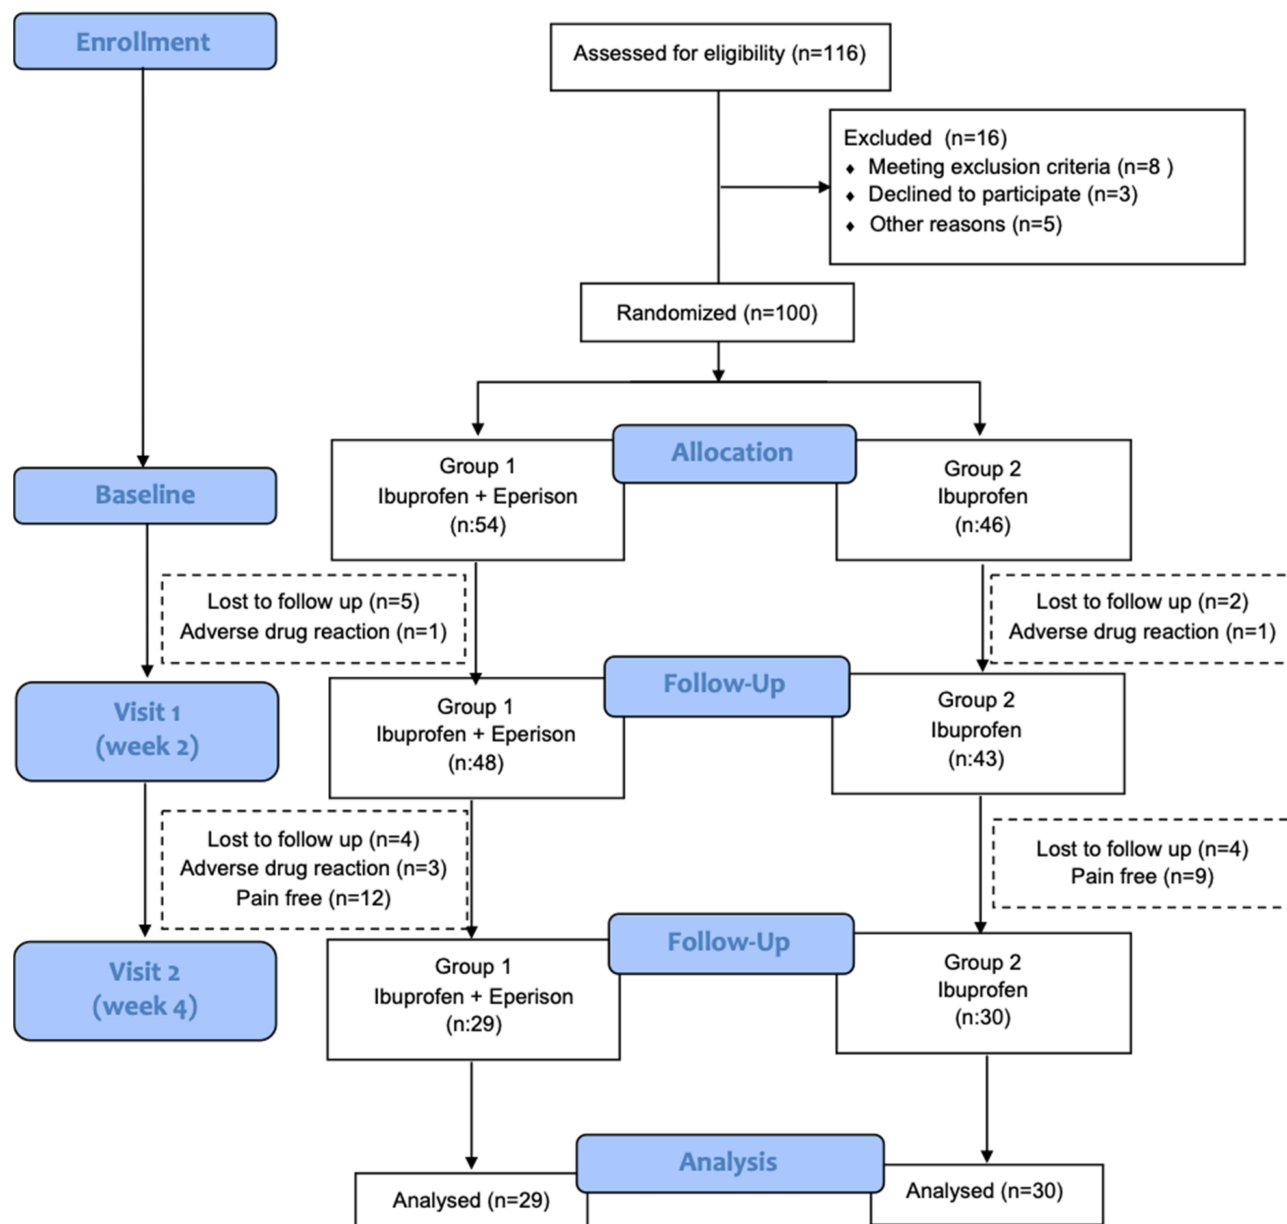 Enrollment
Assessed for eligibility (n=116)
Excluded (n=16)
♦ Meeting exclusion criteria (n=8 )
♦ Declined to participate (n=3)
♦ Other reasons (n=5)
Randomized (n=100)
Allocation
Baseline
Group 1
Ibuprofen + Eperison
(n:54)
Group 2
Ibuprofen
(n:46)
Lost to follow up (n=5)
Adverse drug reaction (n=1)
Lost to follow up (n=2)
Adverse drug reaction (n=1)
Visit 1
(week 2)
Follow-Up
Group 1
Ibuprofen + Eperison
(n:48)
Group 2
Ibuprofen
(n:43)
Lost to follow up (n=4)
Adverse drug reaction (n=3)
Pain free (n=12)
Lost to follow up (n=4)
Pain free (n=9)
Visit 2
(week 4)
Follow-Up
Group 1
Ibuprofen + Eperison
(n:29)
Group 2
Ibuprofen
(n:30)
Analysis
Analysed (n=29)
Analysed (n=30)